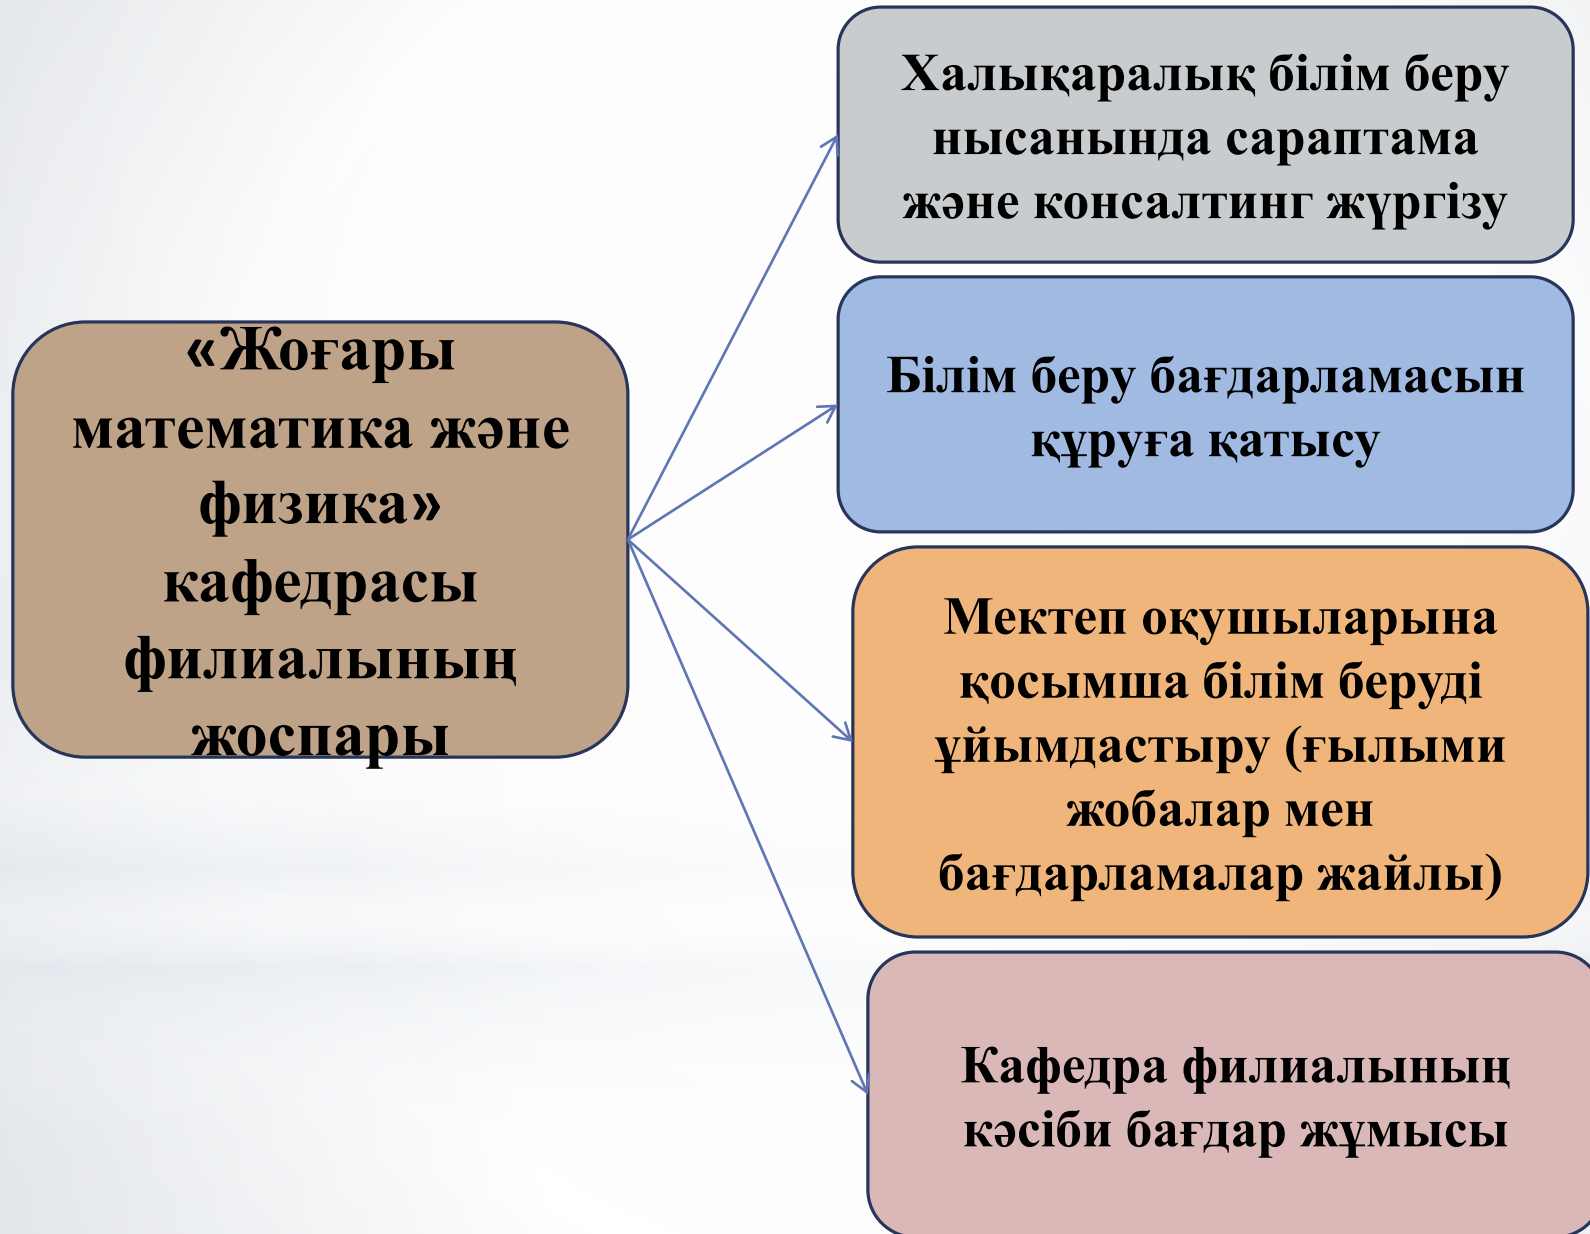 «Жоғары
математика және
физика»
кафедрасы
филиалының
жоспары
Халықаралық білім беру
нысанында сараптама
және консалтинг жүргізу
Білім беру бағдарламасын
құруға қатысу
Мектеп оқушыларына
қосымша білім беруді
ұйымдастыру (ғылыми
жобалар мен
бағдарламалар жайлы)
Кафедра филиалының
кәсіби бағдар жұмысы